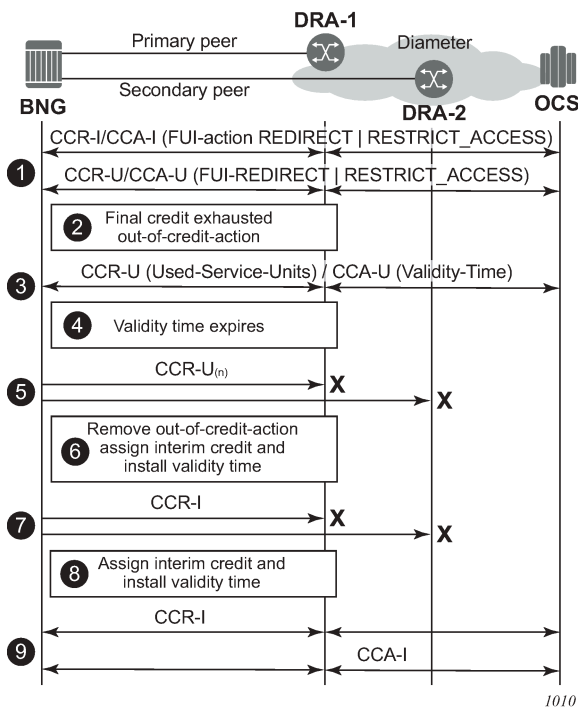 DRA-1
Primary peer
Diameter
Secondary peer
BNG
DRA-2
OCS
CCR-I/CCA-I (FUI-action REDIRECT | RESTRICT_ACCESS)
1
CCR-U/CCA-U (FUI-REDIRECT | RESTRICT_ACCESS)
2
Final credit exhausted
out-of-credit-action
3
CCR-U (Used-Service-Units) / CCA-U (Validity-Time)
4
Validity time expires
5
CCR-U(n)
X
X
6
Remove out-of-credit-action
assign interim credit and
install validity time
7
CCR-I
X
X
8
Assign interim credit and
install validity time
CCR-I
9
CCA-I
1010